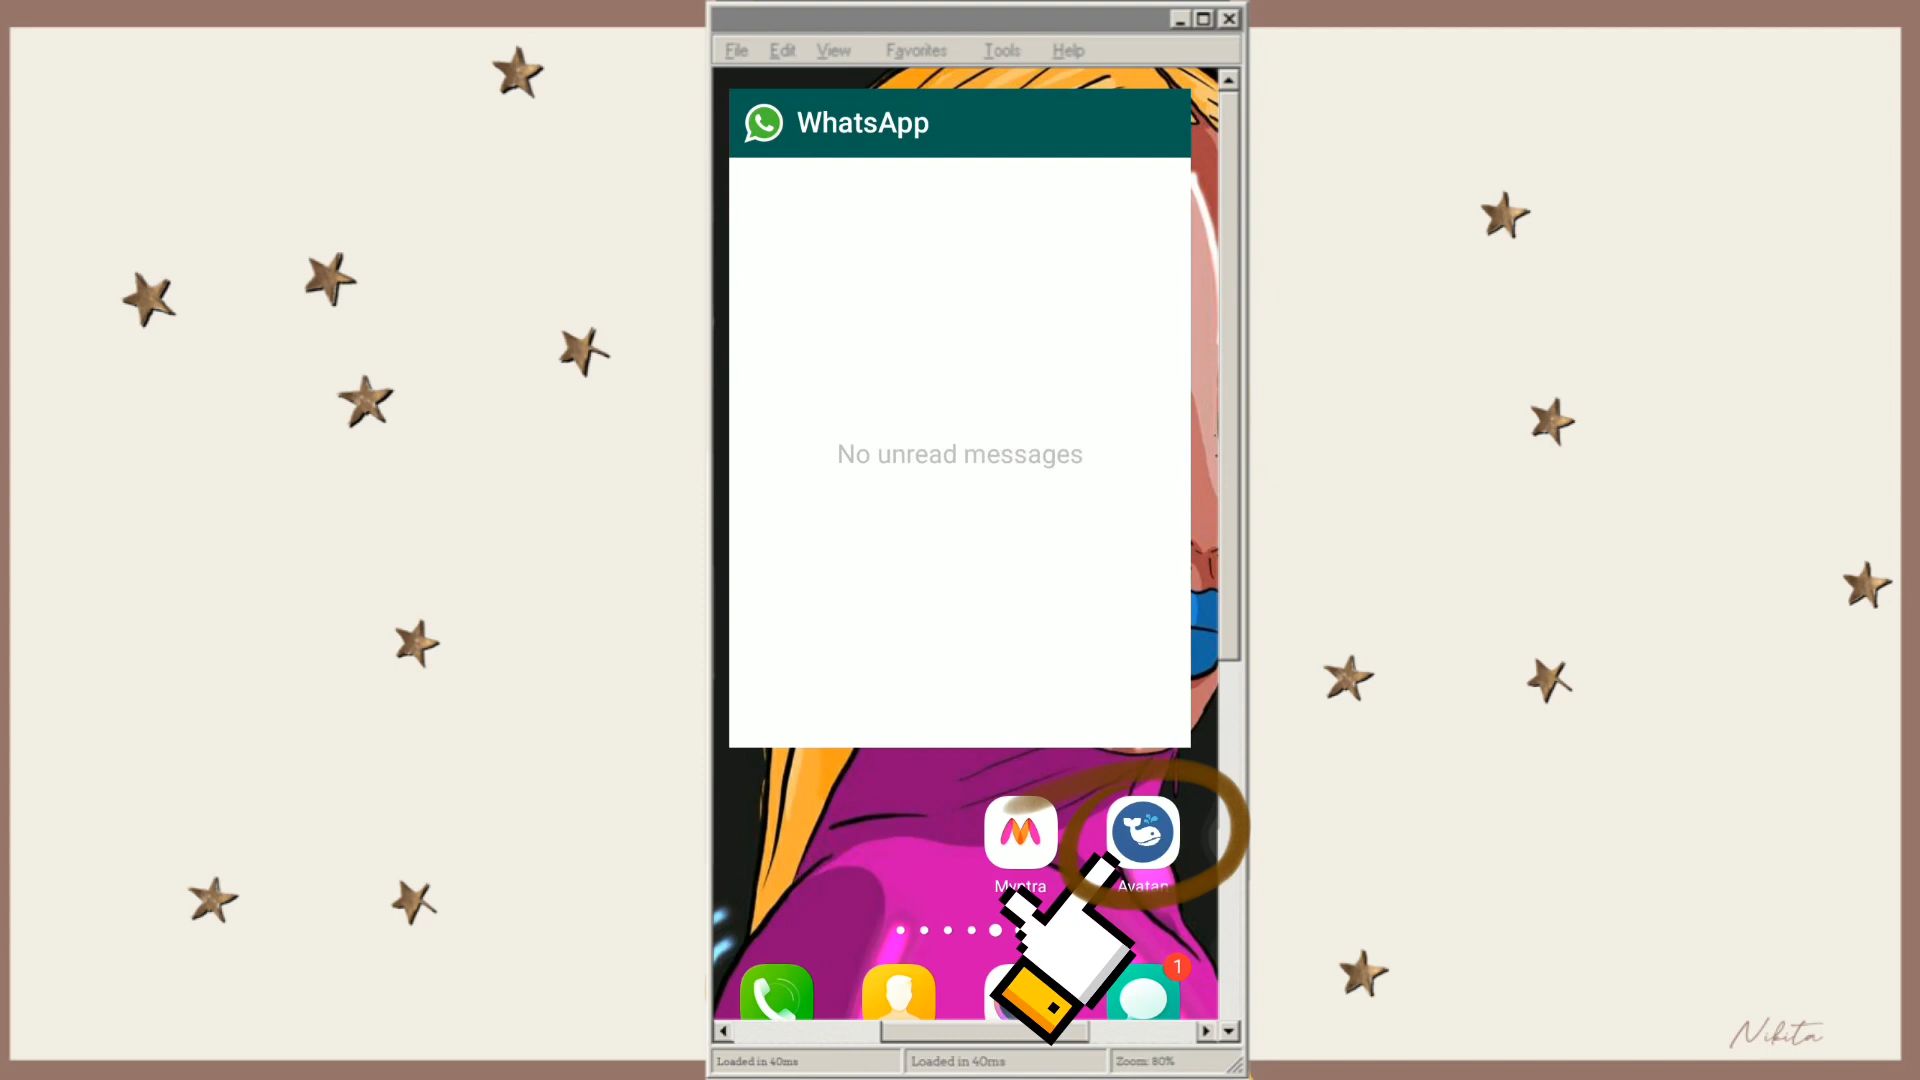 File Edit View Favorites Tools Help
WhatsApp
No unread messages
Myntra Avatan
1
Loaded in 40ms Loaded in 40ms Zoom: 80%
Nikita